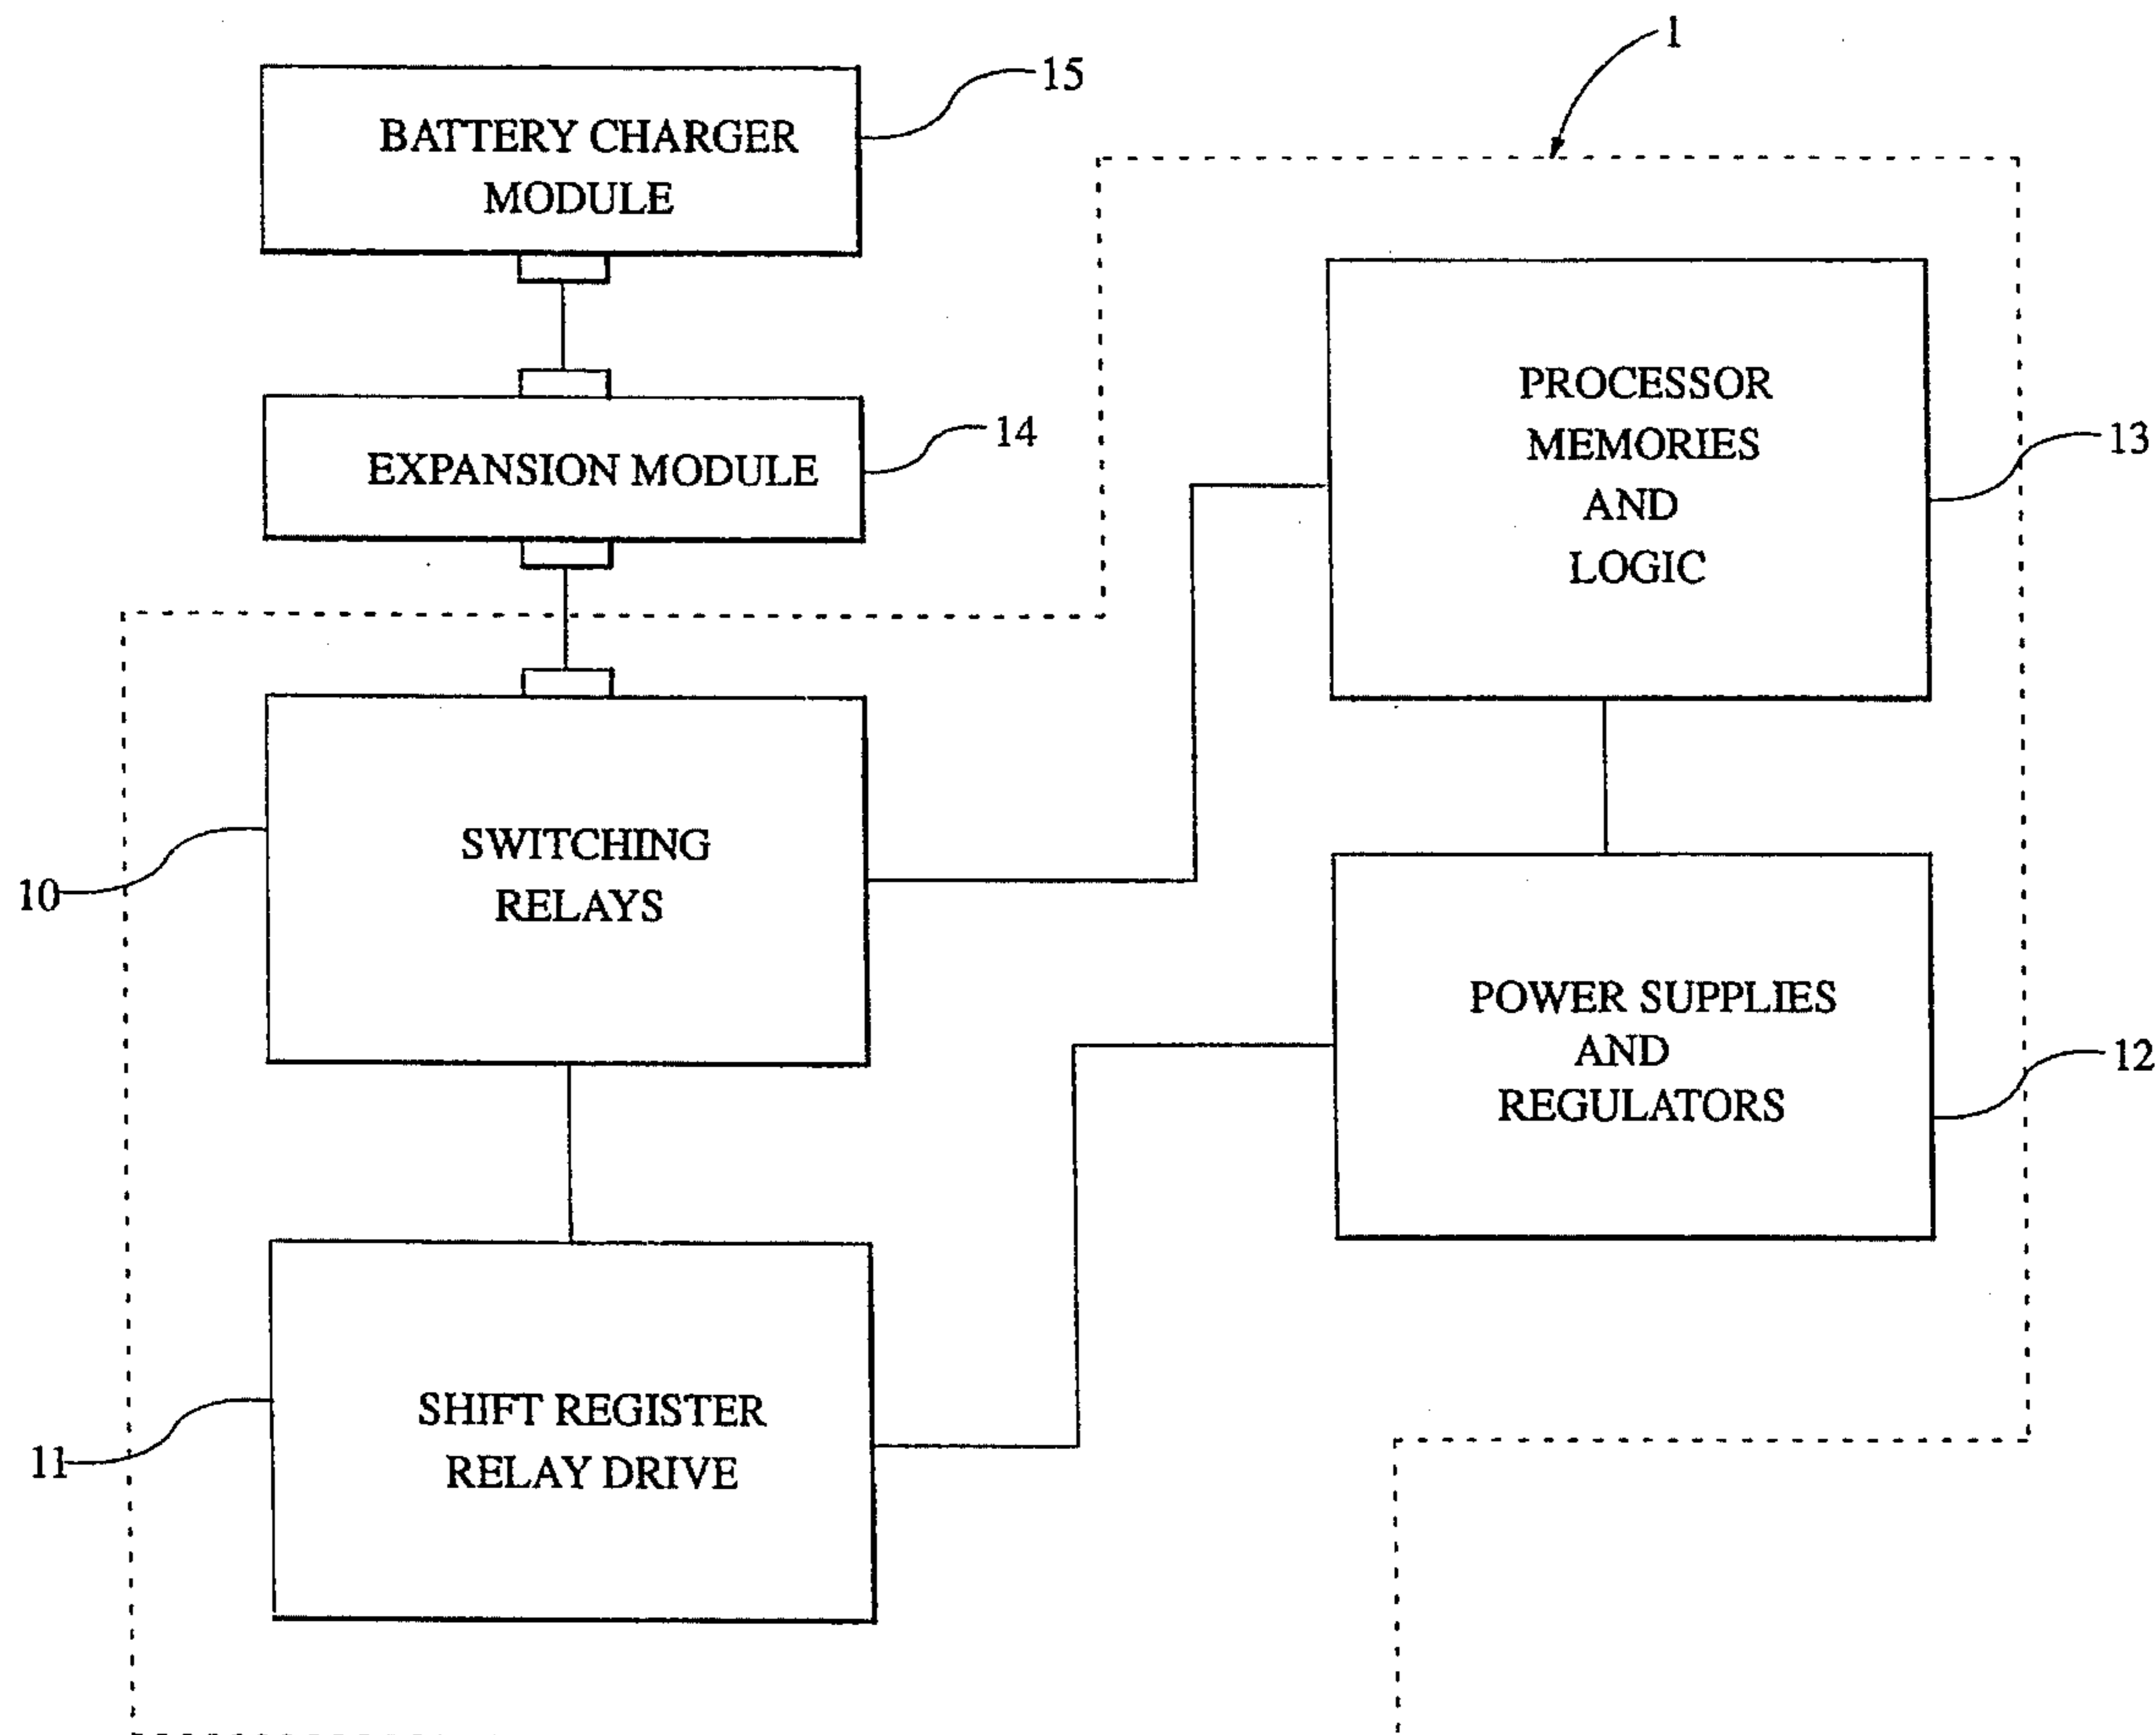 1
BATTERY CHARGER
MODULE
15
EXPANSION MODULE
14
PROCESSOR
MEMORIES
AND
LOGIC
13
SWITCHING
RELAYS
10
POWER SUPPLIES
AND
REGULATORS
12
SHIFT REGISTER
RELAY DRIVE
11